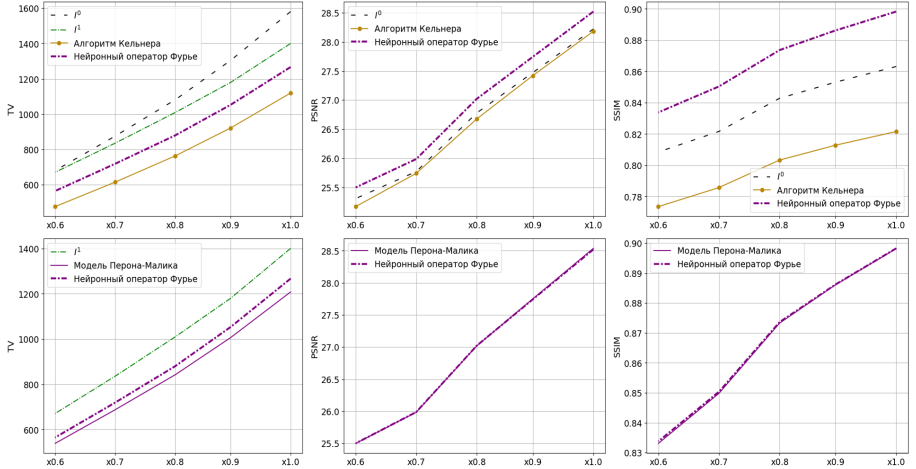 1600
1400
1200
1000
800
600
TV
I⁰
I¹
Алгоритм Кельнера
Нейронный оператор Фурье
x0.6 x0.7 x0.8 x0.9 x1.0
28.5
28.0
27.5
27.0
26.5
26.0
25.5
PSNR
I⁰
Алгоритм Кельнера
Нейронный оператор Фурье
x0.6 x0.7 x0.8 x0.9 x1.0
0.90
0.88
0.86
0.84
0.82
0.80
0.78
SSIM
I⁰
Алгоритм Кельнера
Нейронный оператор Фурье
x0.6 x0.7 x0.8 x0.9 x1.0
1400
1200
1000
800
600
TV
I¹
Модель Перона-Малика
Нейронный оператор Фурье
x0.6 x0.7 x0.8 x0.9 x1.0
28.5
28.0
27.5
27.0
26.5
26.0
25.5
PSNR
Модель Перона-Малика
Нейронный оператор Фурье
x0.6 x0.7 x0.8 x0.9 x1.0
0.90
0.89
0.88
0.87
0.86
0.85
0.84
0.83
SSIM
Модель Перона-Малика
Нейронный оператор Фурье
x0.6 x0.7 x0.8 x0.9 x1.0